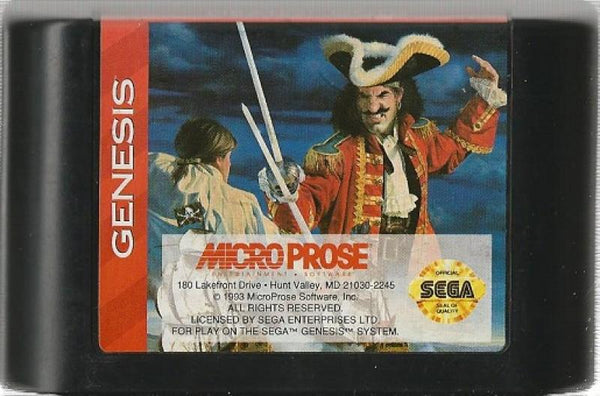 GENESIS
MICRO PROSE
ENTERTAINMENT • SOFTWARE
180 Lakefront Drive • Hunt Valley, MD 21030-2245
© 1993 MicroProse Software, Inc.
ALL RIGHTS RESERVED.
LICENSED BY SEGA ENTERPRISES LTD.
FOR PLAY ON THE SEGA™ GENESIS™ SYSTEM.
OFFICIAL
SEGA
SEAL OF
QUALITY